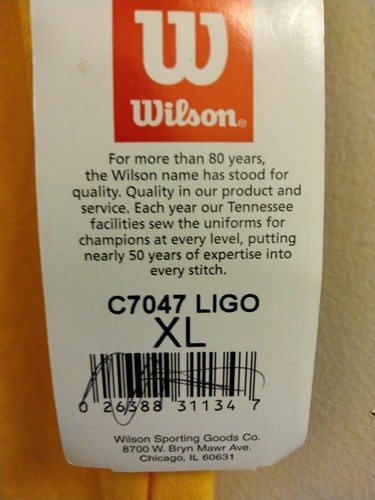 W
Wilson®
For more than 80 years,
the Wilson name has stood for
quality. Quality in our product and
service. Each year our Tennessee
facilities sew the uniforms for
champions at every level, putting
nearly 50 years of expertise into
every stitch.
C7047 LIGO
XL
0 26388 31134 7
Wilson Sporting Goods Co.
8700 W. Bryn Mawr Ave.
Chicago, IL 60631